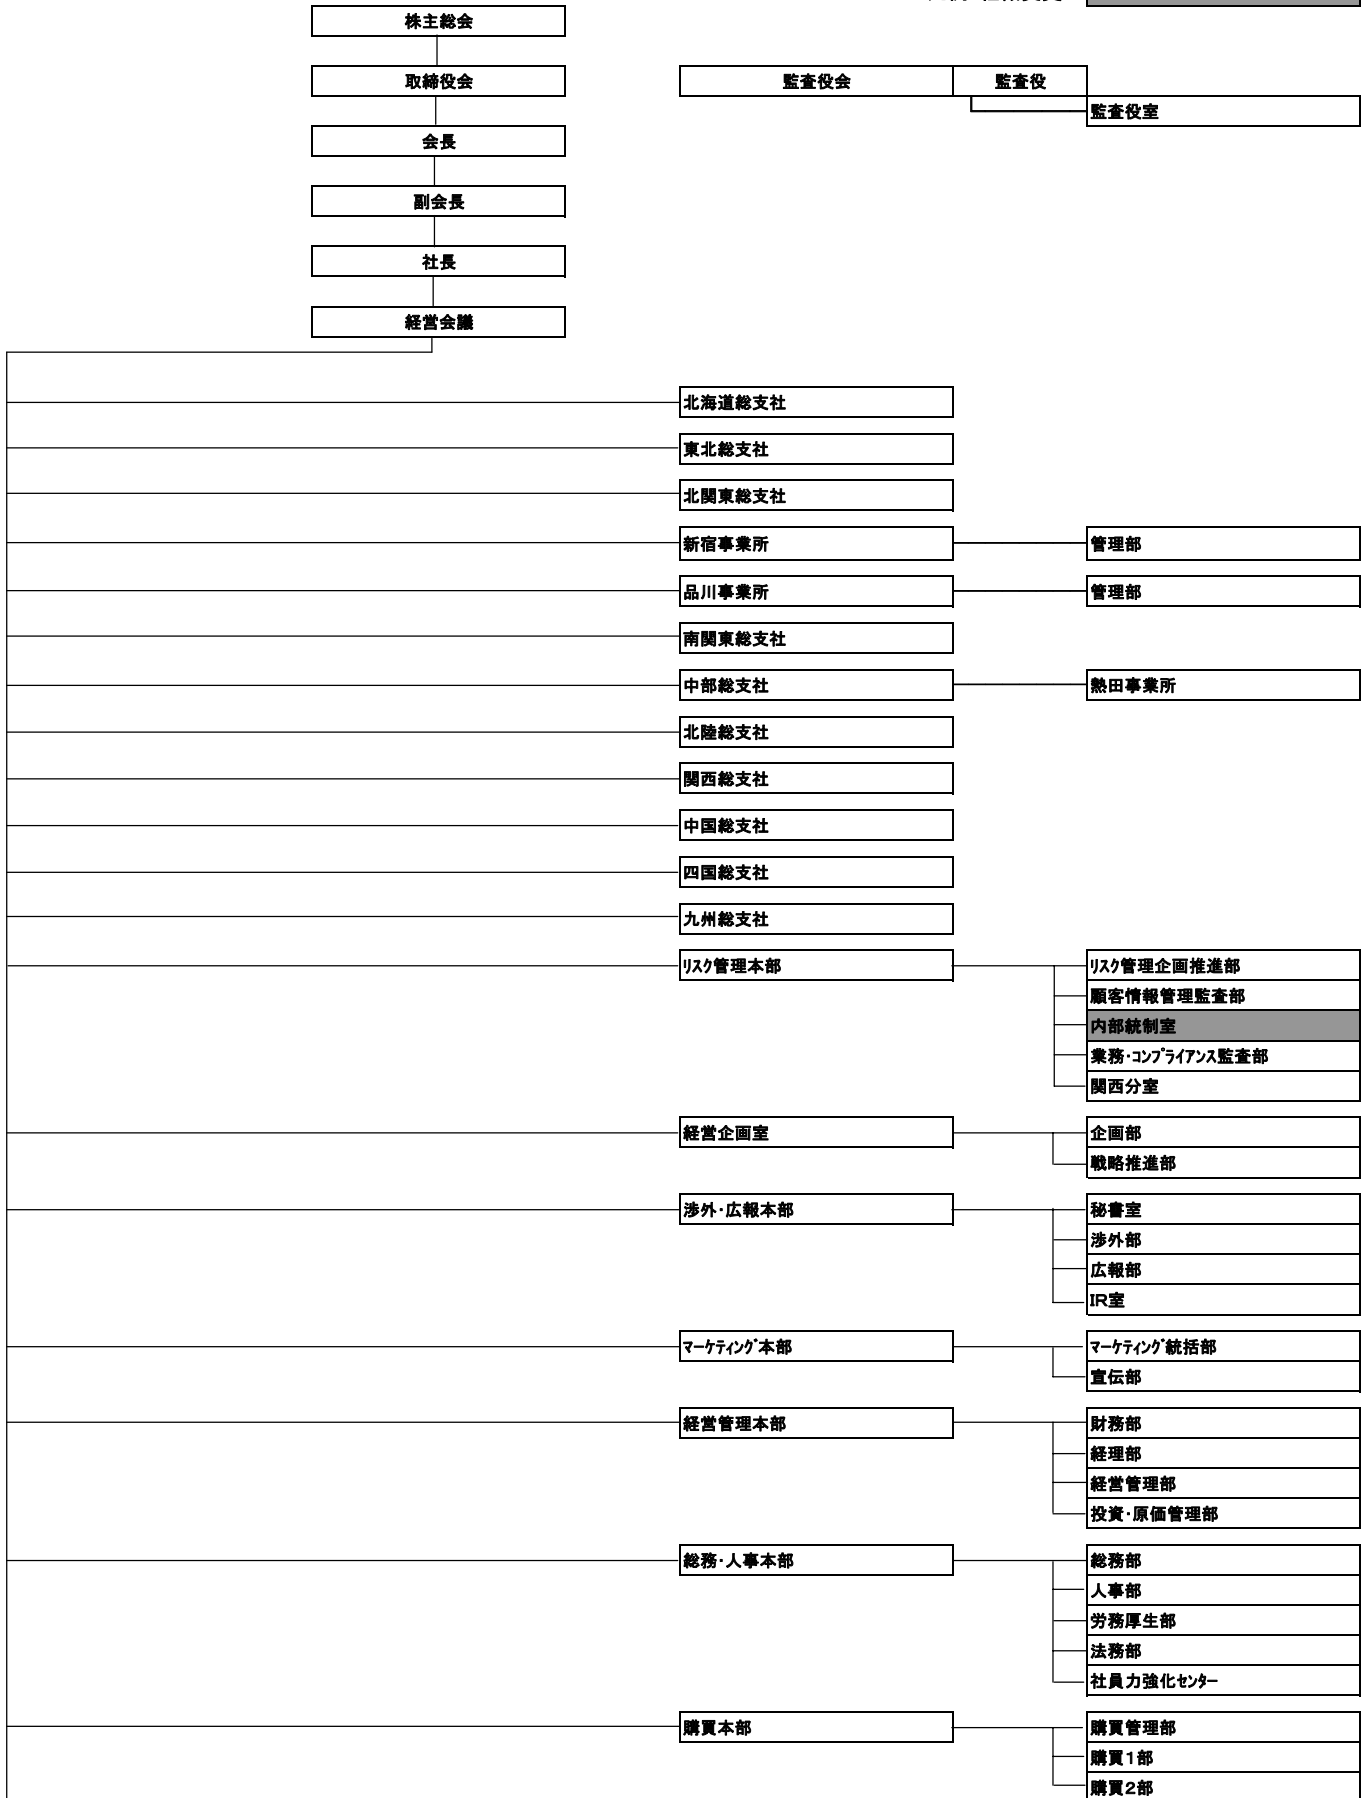 株主総会
取締役会
監査役会 監査役
監査役室
会長
副会長
社長
経営会議
北海道総支社
東北総支社
北関東総支社
新宿事業所 管理部
品川事業所 管理部
南関東総支社
中部総支社 熱田事業所
北陸総支社
関西総支社
中国総支社
四国総支社
九州総支社
ﾘｽｸ管理本部 ﾘｽｸ管理企画推進部
顧客情報管理監査部
内部統制室
業務･ｺﾝﾌﾟﾗｲｱﾝｽ監査部
関西分室
経営企画室 企画部
戦略推進部
渉外･広報本部 秘書室
渉外部
広報部
IR室
ﾏｰｹﾃｨﾝｸﾞ本部 ﾏｰｹﾃｨﾝｸﾞ統括部
宣伝部
経営管理本部 財務部
経理部
経営管理部
投資･原価管理部
総務･人事本部 総務部
人事部
労務厚生部
法務部
社員力強化ｾﾝﾀｰ
購買本部 購買管理部
購買１部
購買２部